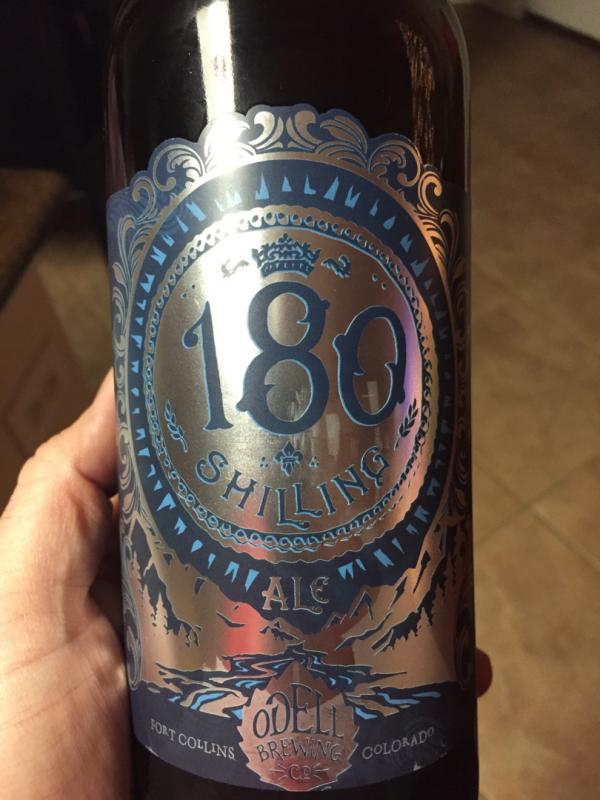 180
SHILLING
ALE
ODELL
BREWING
CO
FORT COLLINS
COLORADO